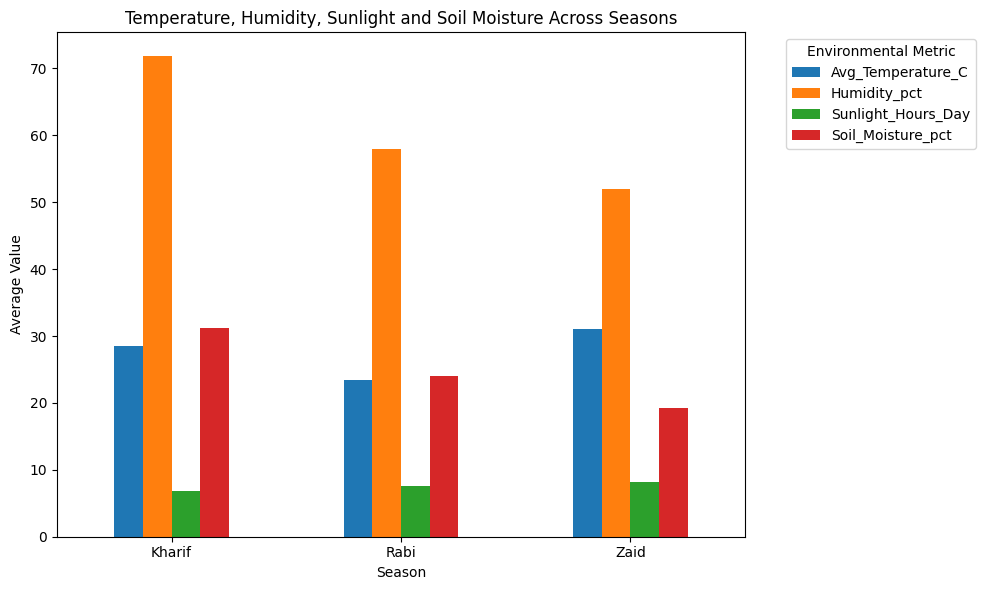 Temperature, Humidity, Sunlight and Soil Moisture Across Seasons
Environmental Metric
Avg_Temperature_C
Humidity_pct
Sunlight_Hours_Day
Soil_Moisture_pct
Average Value
70
60
50
40
30
20
10
0
Kharif
Rabi
Zaid
Season